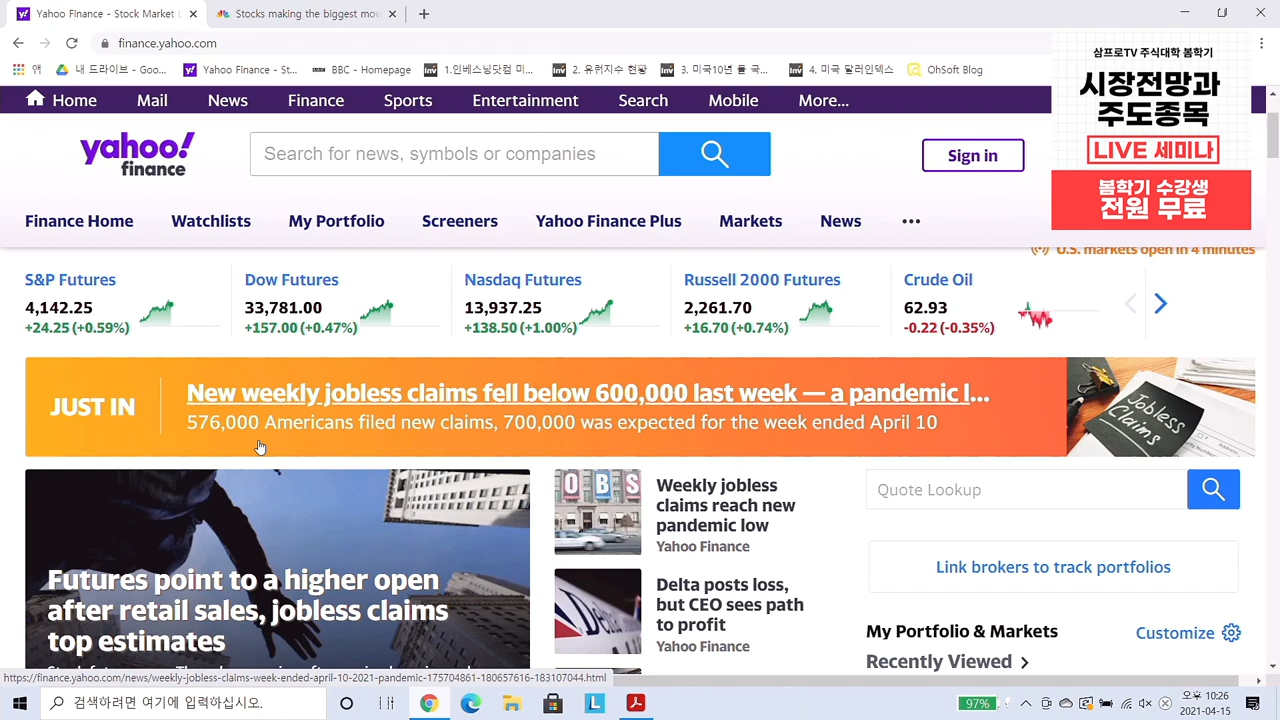 Yahoo Finance - Stock Market
Stocks making the biggest mov
finance.yahoo.com
앱
내 드라이브 - Goo...
Yahoo Finance - St...
BBC - Homepage
1.인베스닝닷컴 미...
2. 유럽지수 현황
3. 미국10년 물 국...
4. 미국 달러인덱스
OhSoft Blog
삼프로TV 주식대학 봄학기
시장전망과
주도종목
LIVE 세미나
봄학기 수강생
전원 무료
Home
Mail
News
Finance
Sports
Entertainment
Search
Mobile
More...
yahoo!
finance
Search for news, symbols or companies
Sign in
Finance Home
Watchlists
My Portfolio
Screeners
Yahoo Finance Plus
Markets
News
U.S. markets open in 4 minutes
S&P Futures
4,142.25
+24.25 (+0.59%)
Dow Futures
33,781.00
+157.00 (+0.47%)
Nasdaq Futures
13,937.25
+138.50 (+1.00%)
Russell 2000 Futures
2,261.70
+16.70 (+0.74%)
Crude Oil
62.93
-0.22 (-0.35%)
JUST IN
New weekly jobless claims fell below 600,000 last week — a pandemic l...
576,000 Americans filed new claims, 700,000 was expected for the week ended April 10
Jobless
Claims
Futures point to a higher open
after retail sales, jobless claims
top estimates
JOBS
Weekly jobless
claims reach new
pandemic low
Yahoo Finance
Delta posts loss,
but CEO sees path
to profit
Yahoo Finance
Quote Lookup
Link brokers to track portfolios
My Portfolio & Markets
Customize
Recently Viewed
https://finance.yahoo.com/news/weekly-jobless-claims-week-ended-april-10-2021-pandemic-175704861-180657616-183107044.html
검색하려면 여기에 입력하십시오.
97%
오후 10:26
2021-04-15